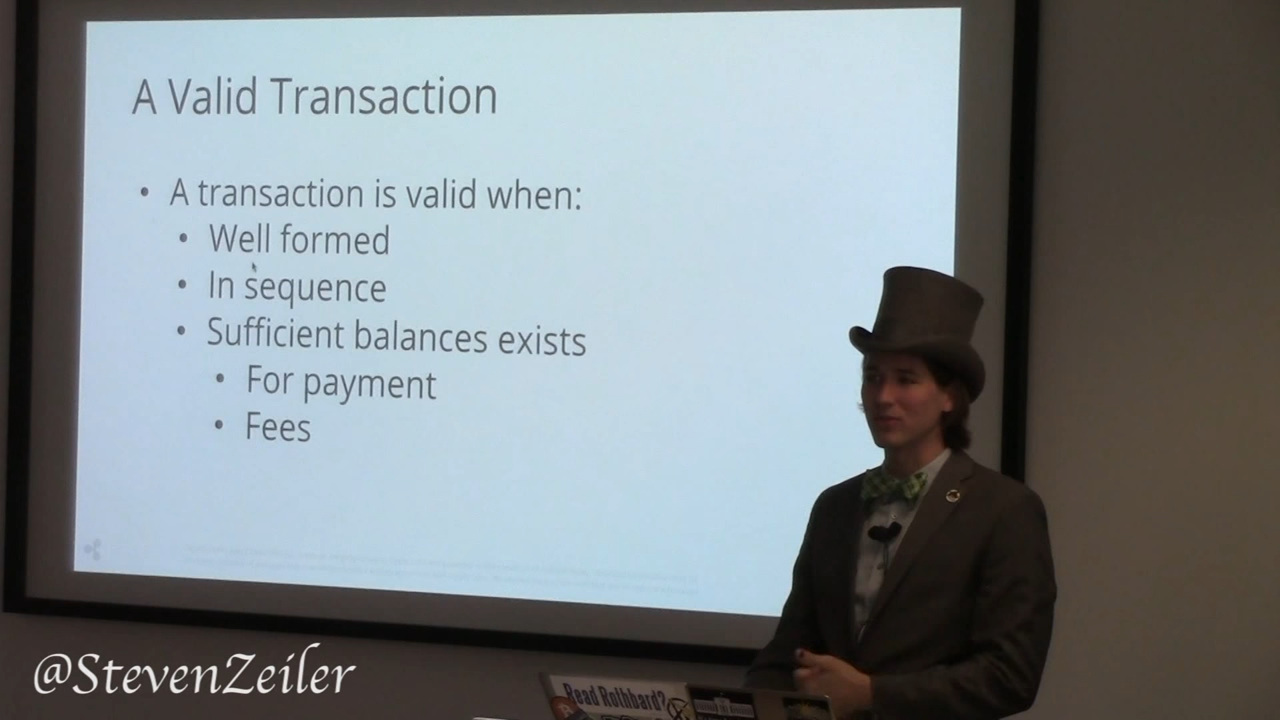 A Valid Transaction
• A transaction is valid when:
• Well formed
• In sequence
• Sufficient balances exists
• For payment
• Fees
@StevenZeiler
Read Rothbard?